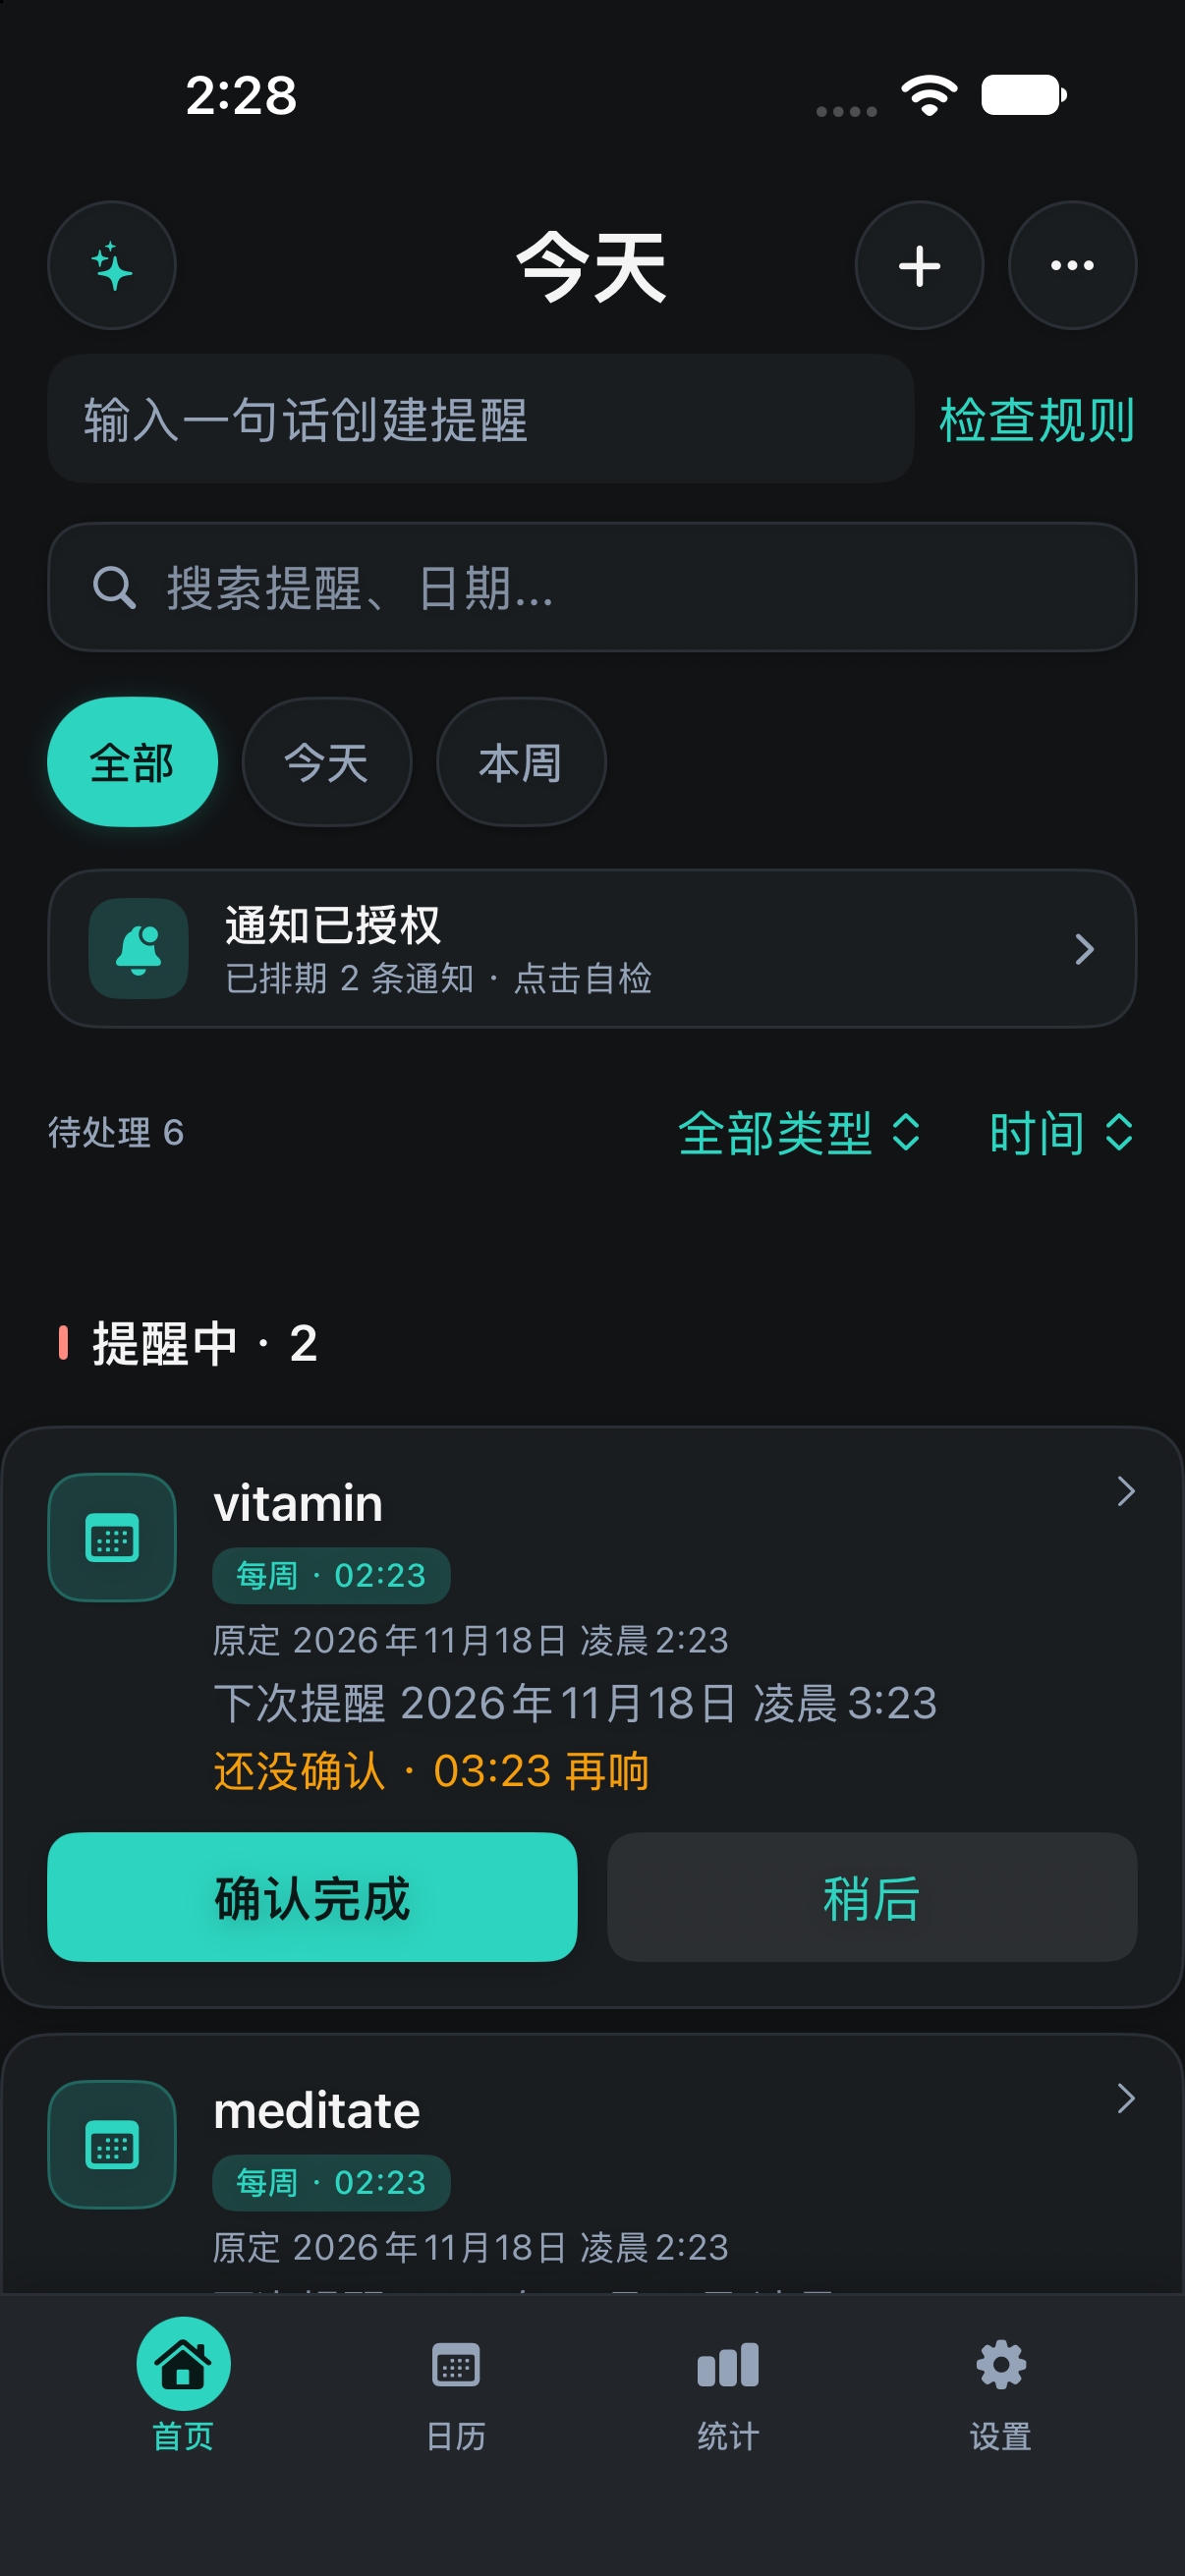 2:28
今天
输入一句话创建提醒
检查规则
搜索提醒、日期...
全部
今天
本周
通知已授权
已排期 2 条通知 · 点击自检
待处理 6
全部类型
时间
提醒中 · 2
vitamin
每周 · 02:23
原定 2026年11月18日 凌晨2:23
下次提醒 2026年11月18日 凌晨3:23
还没确认 · 03:23 再响
确认完成
稍后
meditate
每周 · 02:23
原定 2026年11月18日 凌晨2:23
首页
日历
统计
设置